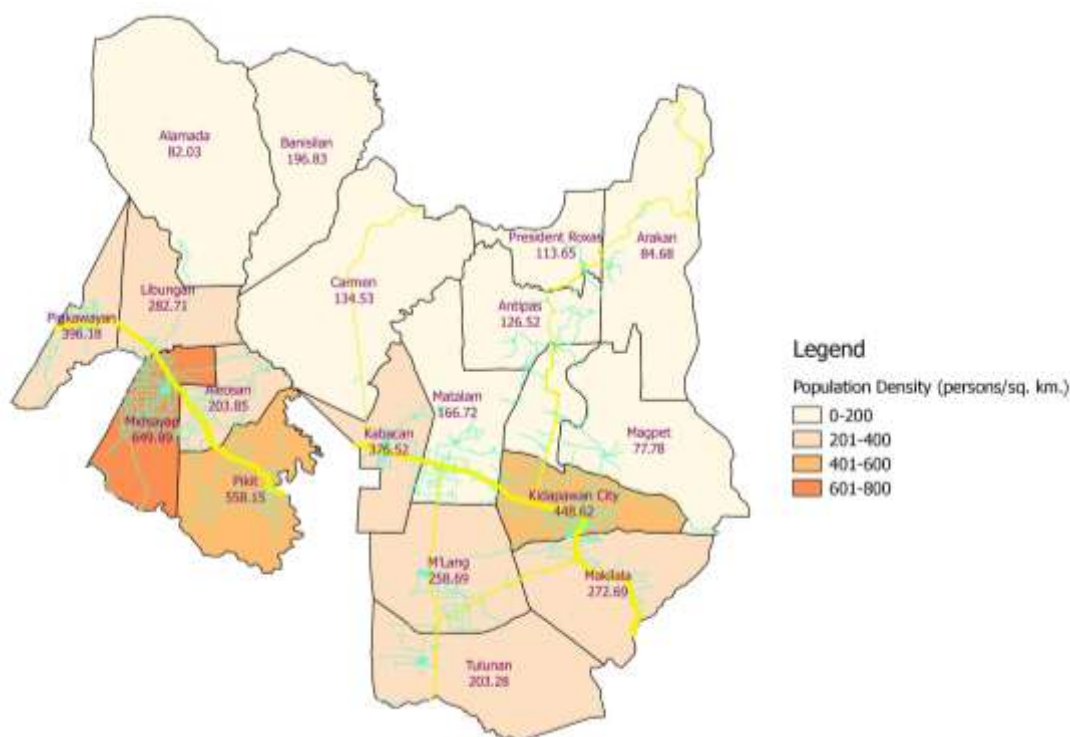 Alamada
82.03
Banisilan
196.83
President Roxas
113.65
Arakan
84.68
Carmen
134.53
Libungan
282.71
Antipas
126.52
Pigkawayan
396.18
Aleosan
203.85
Matalam
166.72
Midsayap
649.89
Kabacan
376.52
Magpet
77.78
Pikit
558.15
Kidapawan City
448.62
M'Lang
258.69
Makilala
272.69
Tulunan
203.28
Legend
Population Density (persons/sq. km.)
0-200
201-400
401-600
601-800